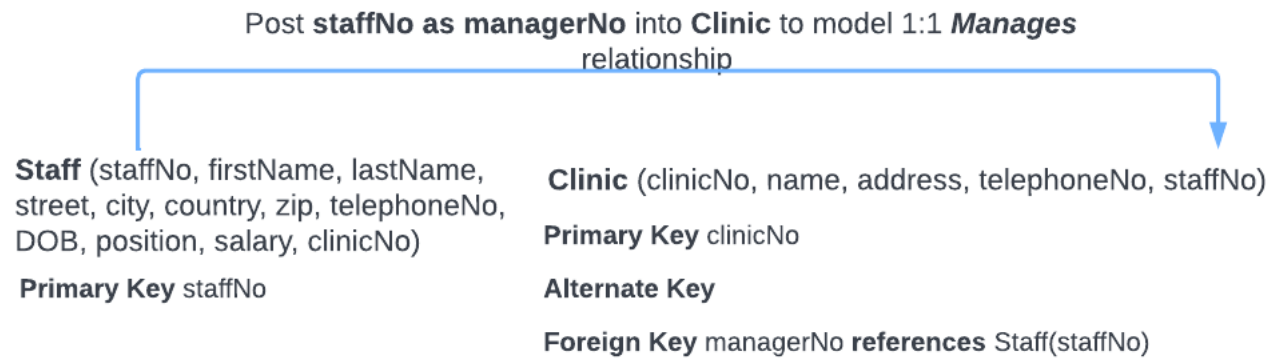 Post staffNo as managerNo into Clinic to model 1:1 Manages
relationship
Staff (staffNo, firstName, lastName,
street, city, country, zip, telephoneNo,
DOB, position, salary, clinicNo)
Primary Key staffNo
Clinic (clinicNo, name, address, telephoneNo, staffNo)
Primary Key clinicNo
Alternate Key
Foreign Key managerNo references Staff(staffNo)